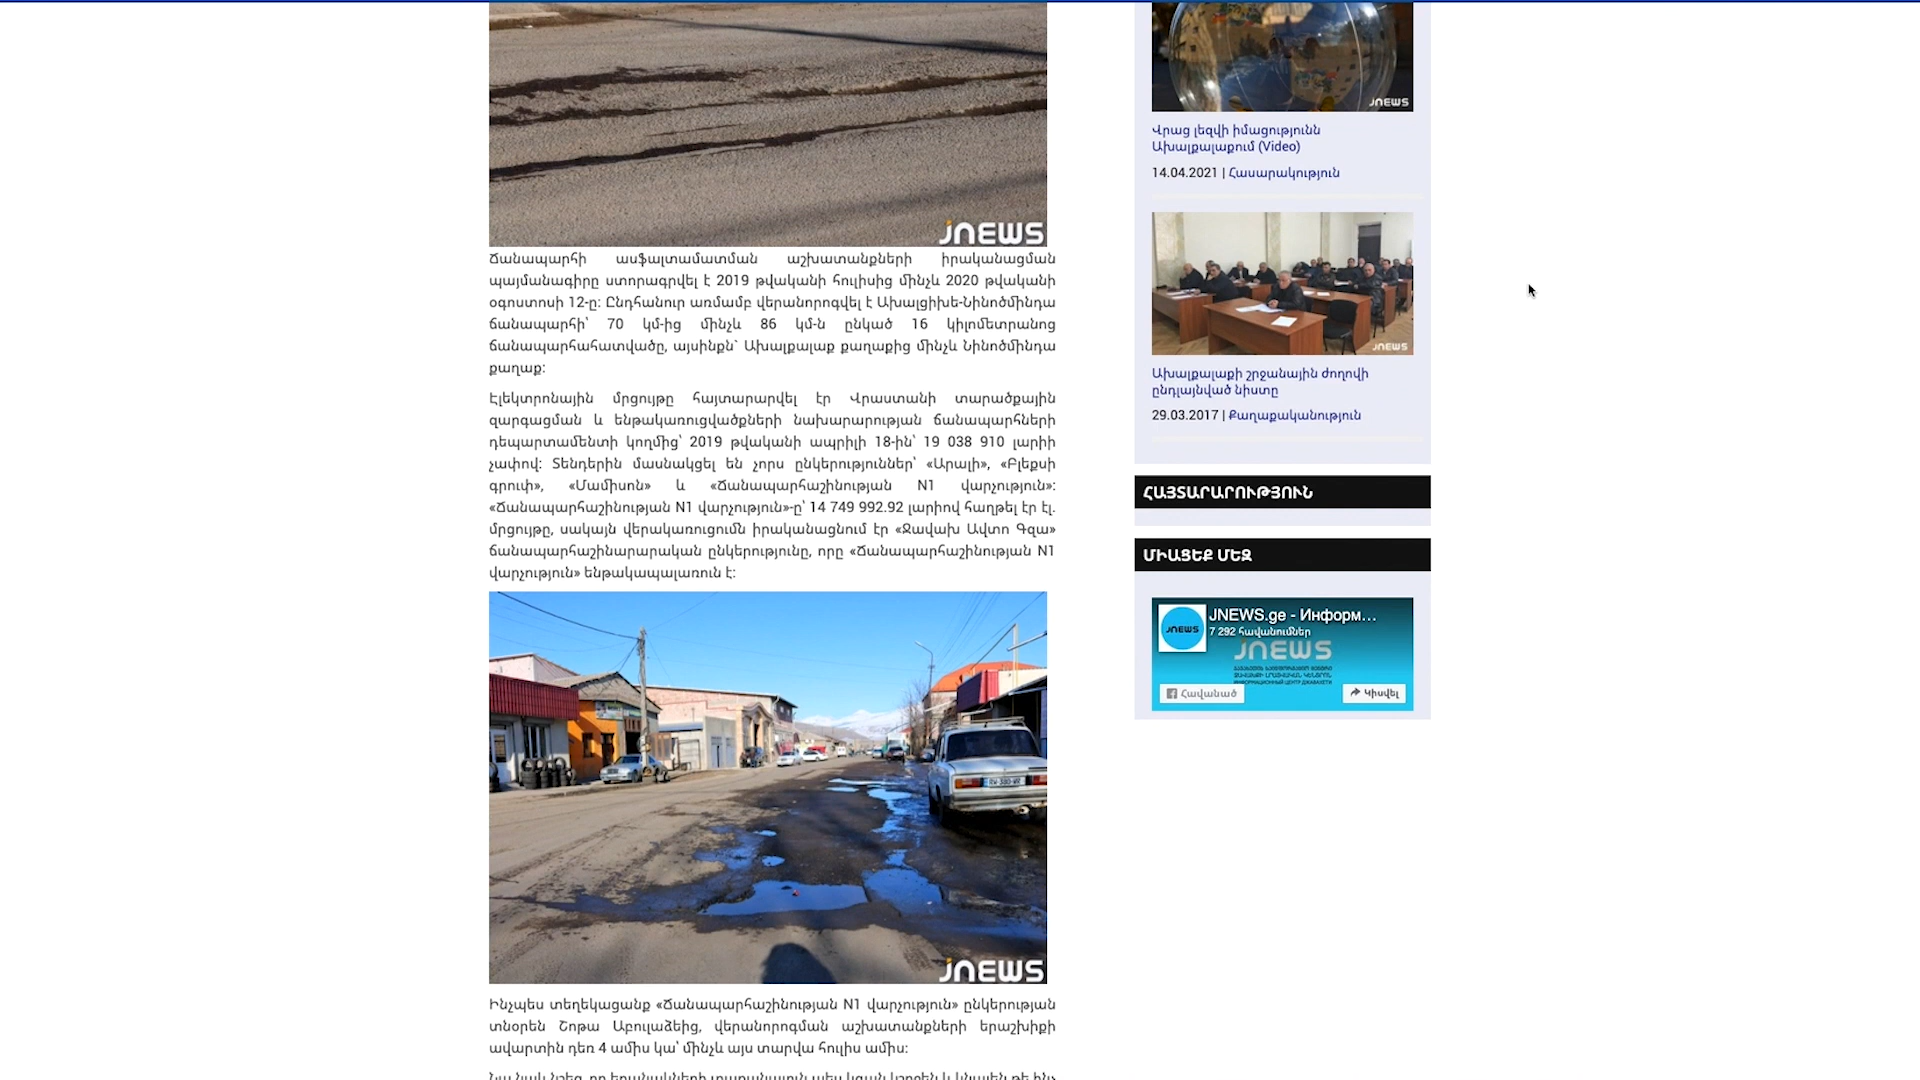 JNEWS
Ճանապարհի ասֆալտամատման աշխատանքների իրականացման
պայմանագիրը ստորագրվել է 2019 թվականի հուլիսից մինչև 2020 թվականի
օգոստոսի 12-ը: Ընդհանուր առմամբ վերանորոգվել է Ախալցիխե-Նինոծմինդա
ճանապարհի՝ 70 կմ-ից մինչև 86 կմ-ն ընկած 16 կիլոմետրանոց
ճանապարհահատվածը, այսինքն` Ախալքալաք քաղաքից մինչև Նինոծմինդա
քաղաք:
Էլեկտրոնային մրցույթը հայտարարվել էր Վրաստանի տարածքային
զարգացման և ենթակառուցվածքների նախարարության ճանապարհների
դեպարտամենտի կողմից՝ 2019 թվականի ապրիլի 18-ին՝ 19 038 910 լարիի
չափով: Տենդերին մասնակցել են չորս ընկերություններ՝ «Արալի», «Բլեքսի
գրուփ», «Մամիսոն» և «Ճանապարհաշինության N1 վարչություն»:
«Ճանապարհաշինության N1 վարչություն»-ը՝ 14 749 992.92 լարիով հաղթել էր էլ.
մրցույթը, սակայն վերակառուցումն իրականացնում էր «Ջավախ Ավտո Գզա»
ճանապարհաշինարարական ընկերությունը, որը «Ճանապարհաշինության N1
վարչություն» ենթակապալառուն է:
JNEWS
Ինչպես տեղեկացանք «Ճանապարհաշինության N1 վարչություն» ընկերության
տնօրեն Շոթա Աբուլաձեից, վերանորոգման աշխատանքների երաշխիքի
ավարտին դեռ 4 ամիս կա՝ մինչև այս տարվա հուլիս ամիս:
JNEWS
Վրաց լեզվի իմացությունն
Ախալքալաքում (Video)
14.04.2021 | Հասարակություն
JNEWS
Ախալքալաքի շրջանային ժողովի
ընդլայնված նիստը
29.03.2017 | Քաղաքականություն
ՀԱՅՏԱՐԱՐՈՒԹՅՈՒՆ
ՄԻԱՑԵՔ ՄԵԶ
JNEWS
JNEWS.ge - Информ...
7 292 հավանումներ
JNEWS
Հավանած
Կիսվել